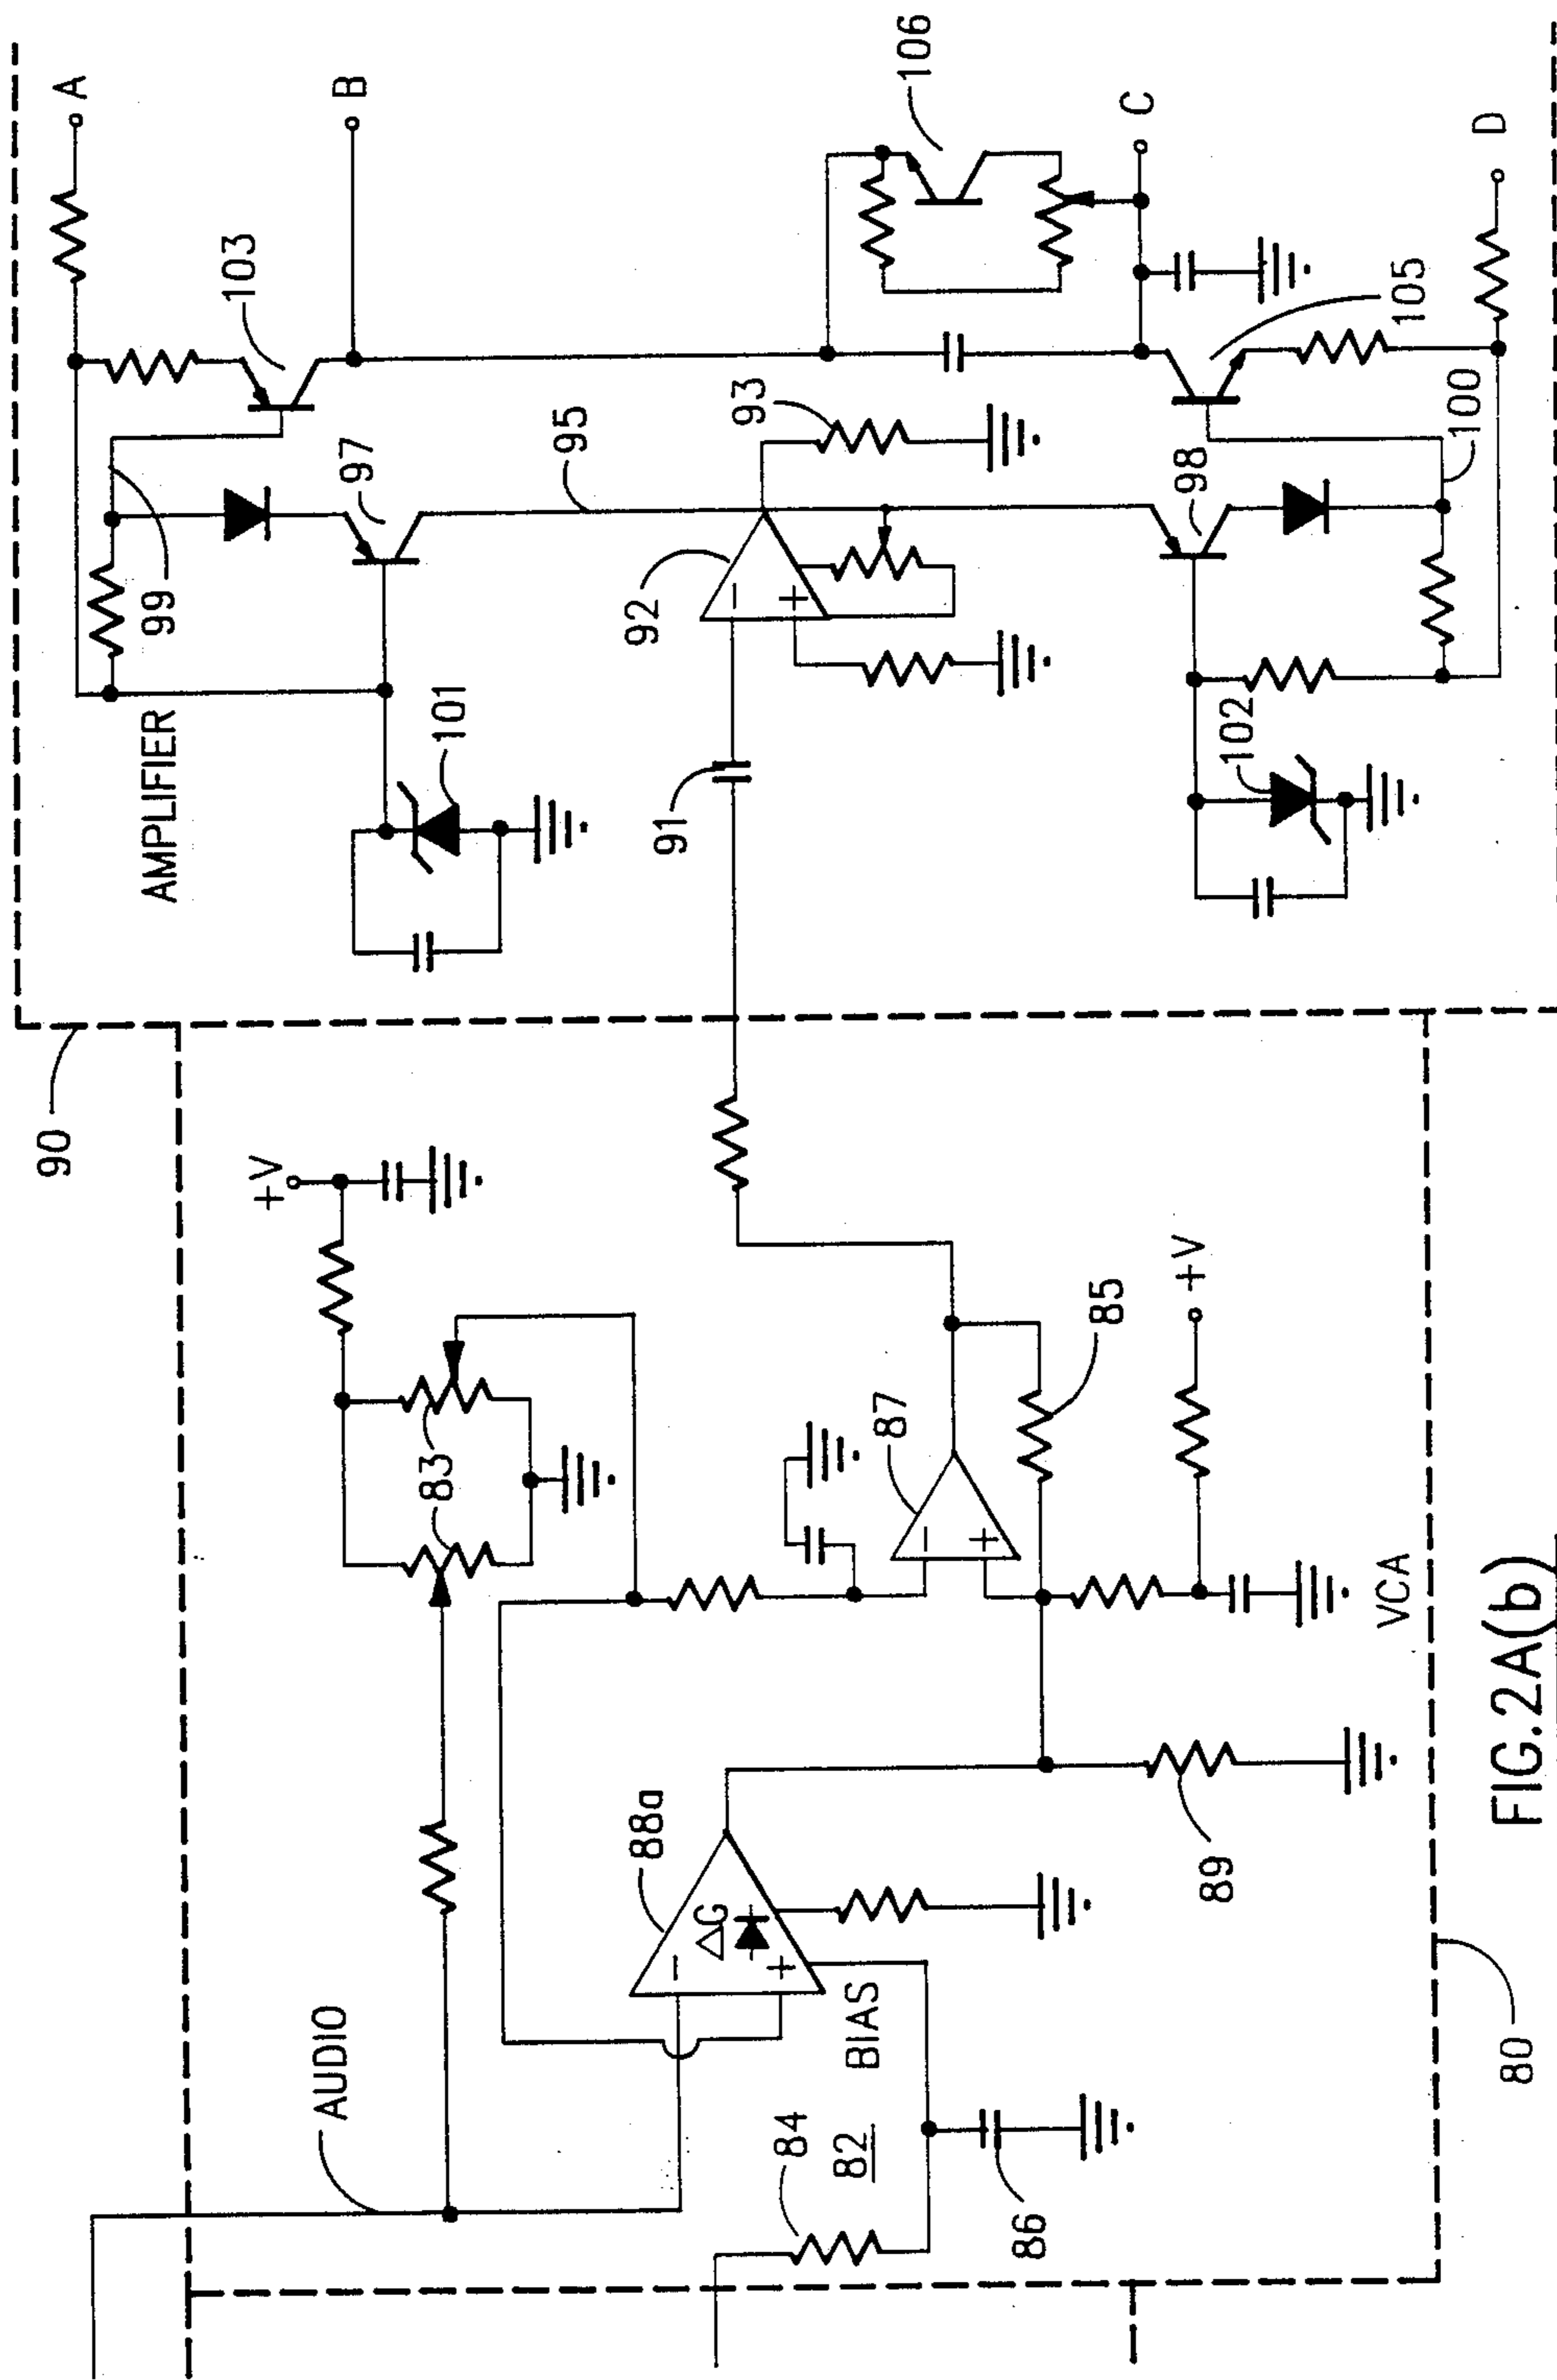 90
AMPLIFIER
A
B
C
D
99
103
97
95
101
92
93
91
106
98
105
102
100
+V
83
AUDIO
88a
△G
−
+
BIAS
84
82
86
89
87
−
+
85
+V
VCA
80
−
+
FIG.2A(b)